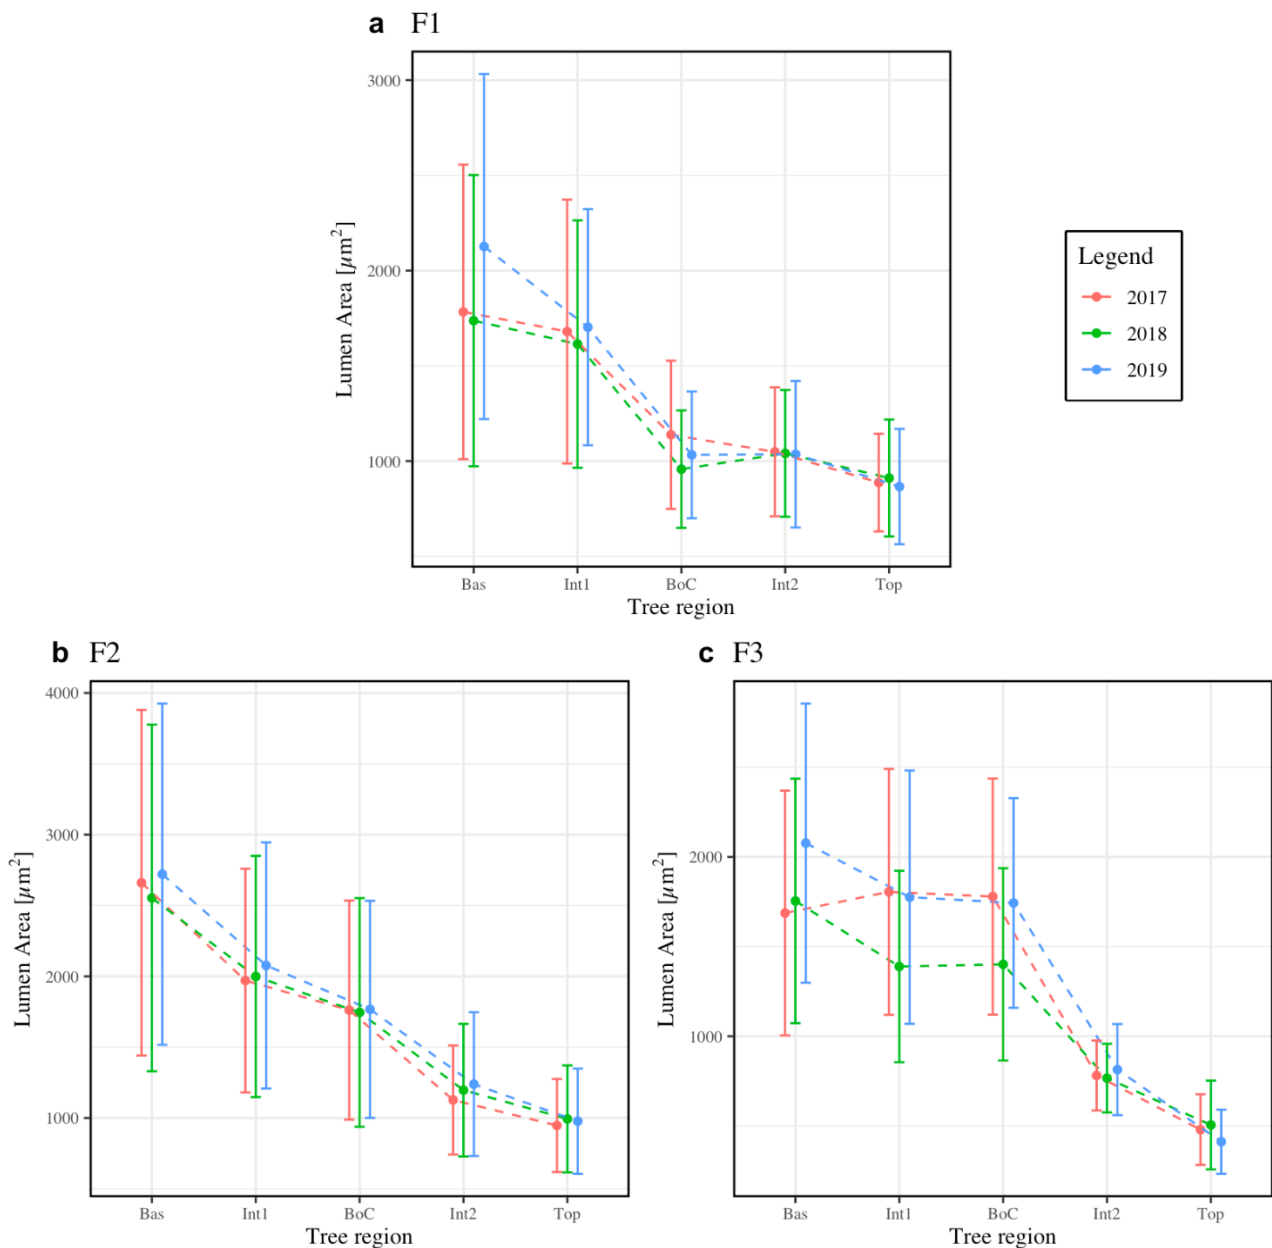 a F1
Lumen Area [µm²]
3000
2000
1000
Bas Int1 BoC Int2 Top
Tree region
Legend
2017
2018
2019
b F2
Lumen Area [µm²]
4000
3000
2000
1000
Bas Int1 BoC Int2 Top
Tree region
c F3
Lumen Area [µm²]
2000
1000
Bas Int1 BoC Int2 Top
Tree region